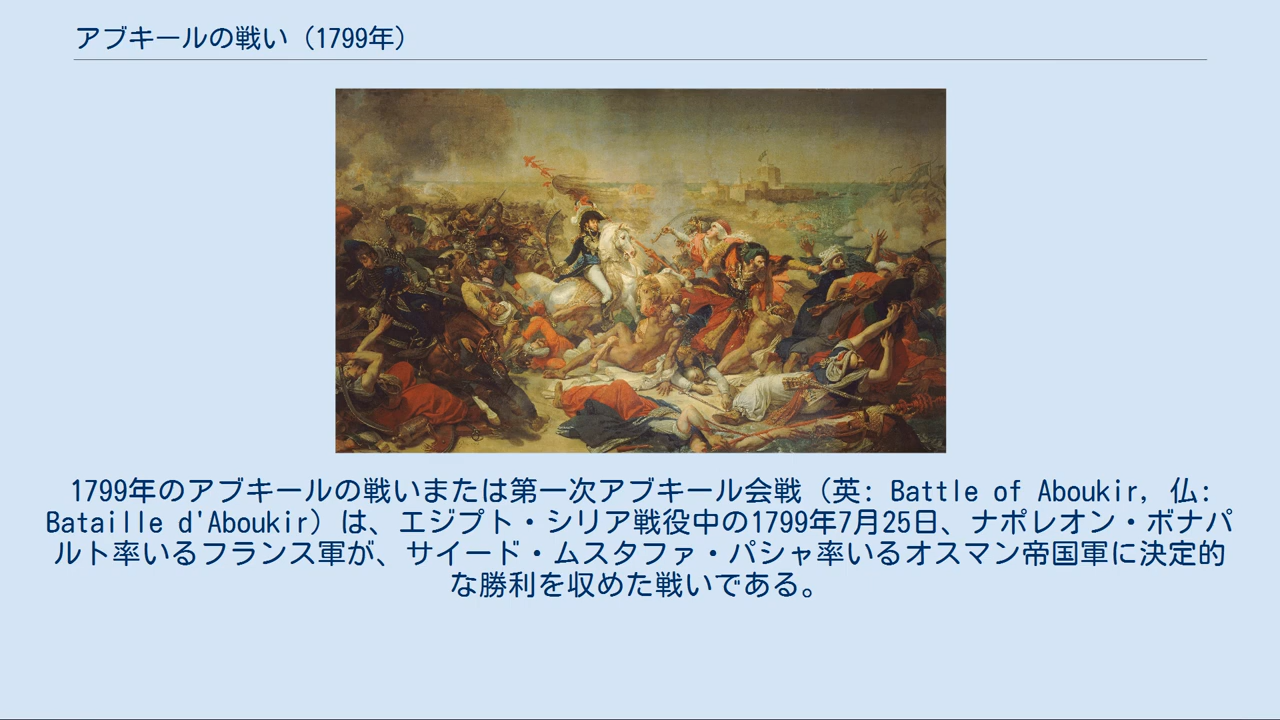 アブキールの戦い（1799年）
1799年のアブキールの戦いまたは第一次アブキール会戦（英: Battle of Aboukir, 仏:
Bataille d'Aboukir）は、エジプト・シリア戦役中の1799年7月25日、ナポレオン・ボナパ
ルト率いるフランス軍が、サイード・ムスタファ・パシャ率いるオスマン帝国軍に決定的
な勝利を収めた戦いである。